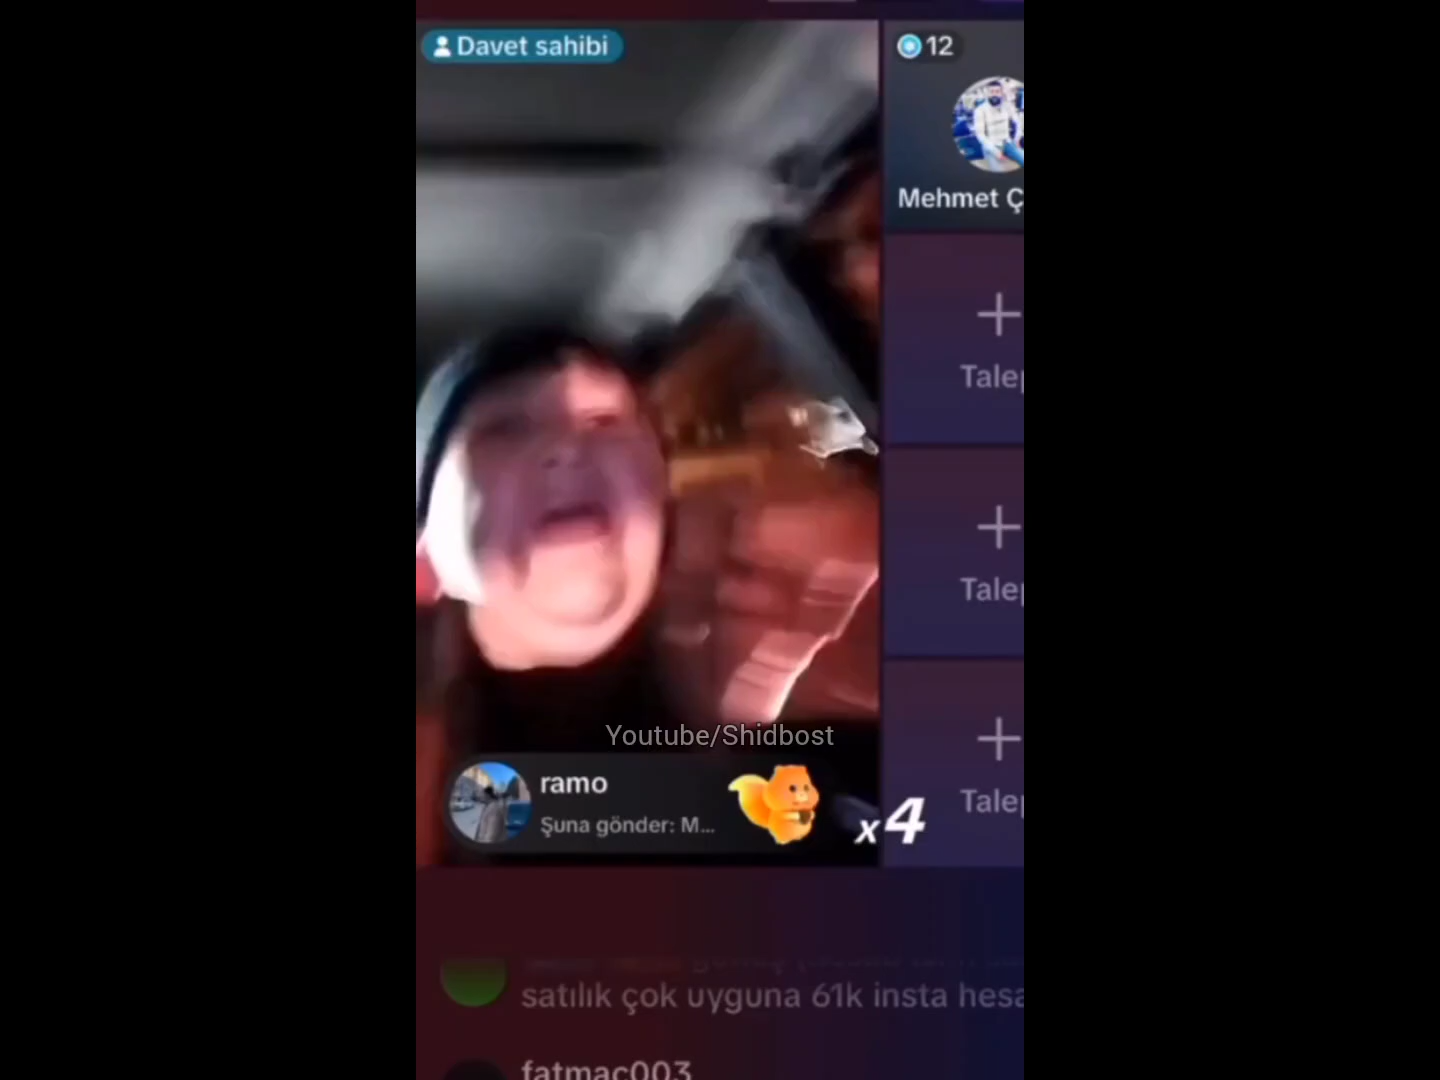 Davet sahibi
12
Mehmet Ç
Talep
Talep
Youtube/Shidbost
ramo
Şuna gönder: M...
x4
Talep
satılık çok uyguna 61k insta hesa
fatmac003